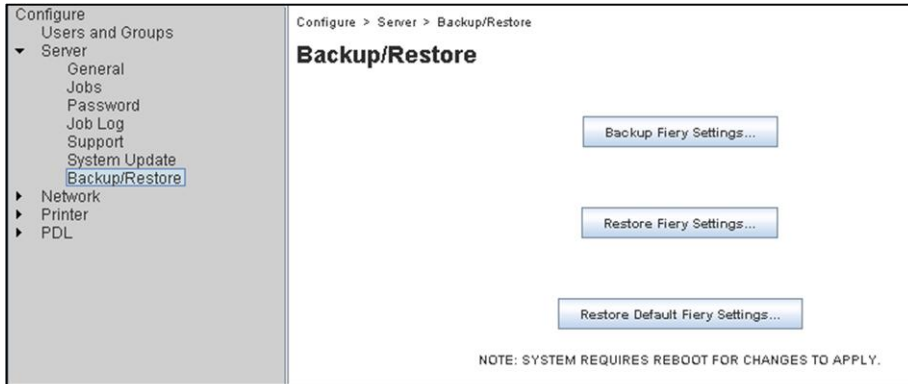 Configure
Users and Groups
Server
General
Jobs
Password
Job Log
Support
System Update
Backup/Restore
Network
Printer
PDL
Configure > Server > Backup/Restore
Backup/Restore
Backup Fiery Settings...
Restore Fiery Settings...
Restore Default Fiery Settings...
NOTE: SYSTEM REQUIRES REBOOT FOR CHANGES TO APPLY.